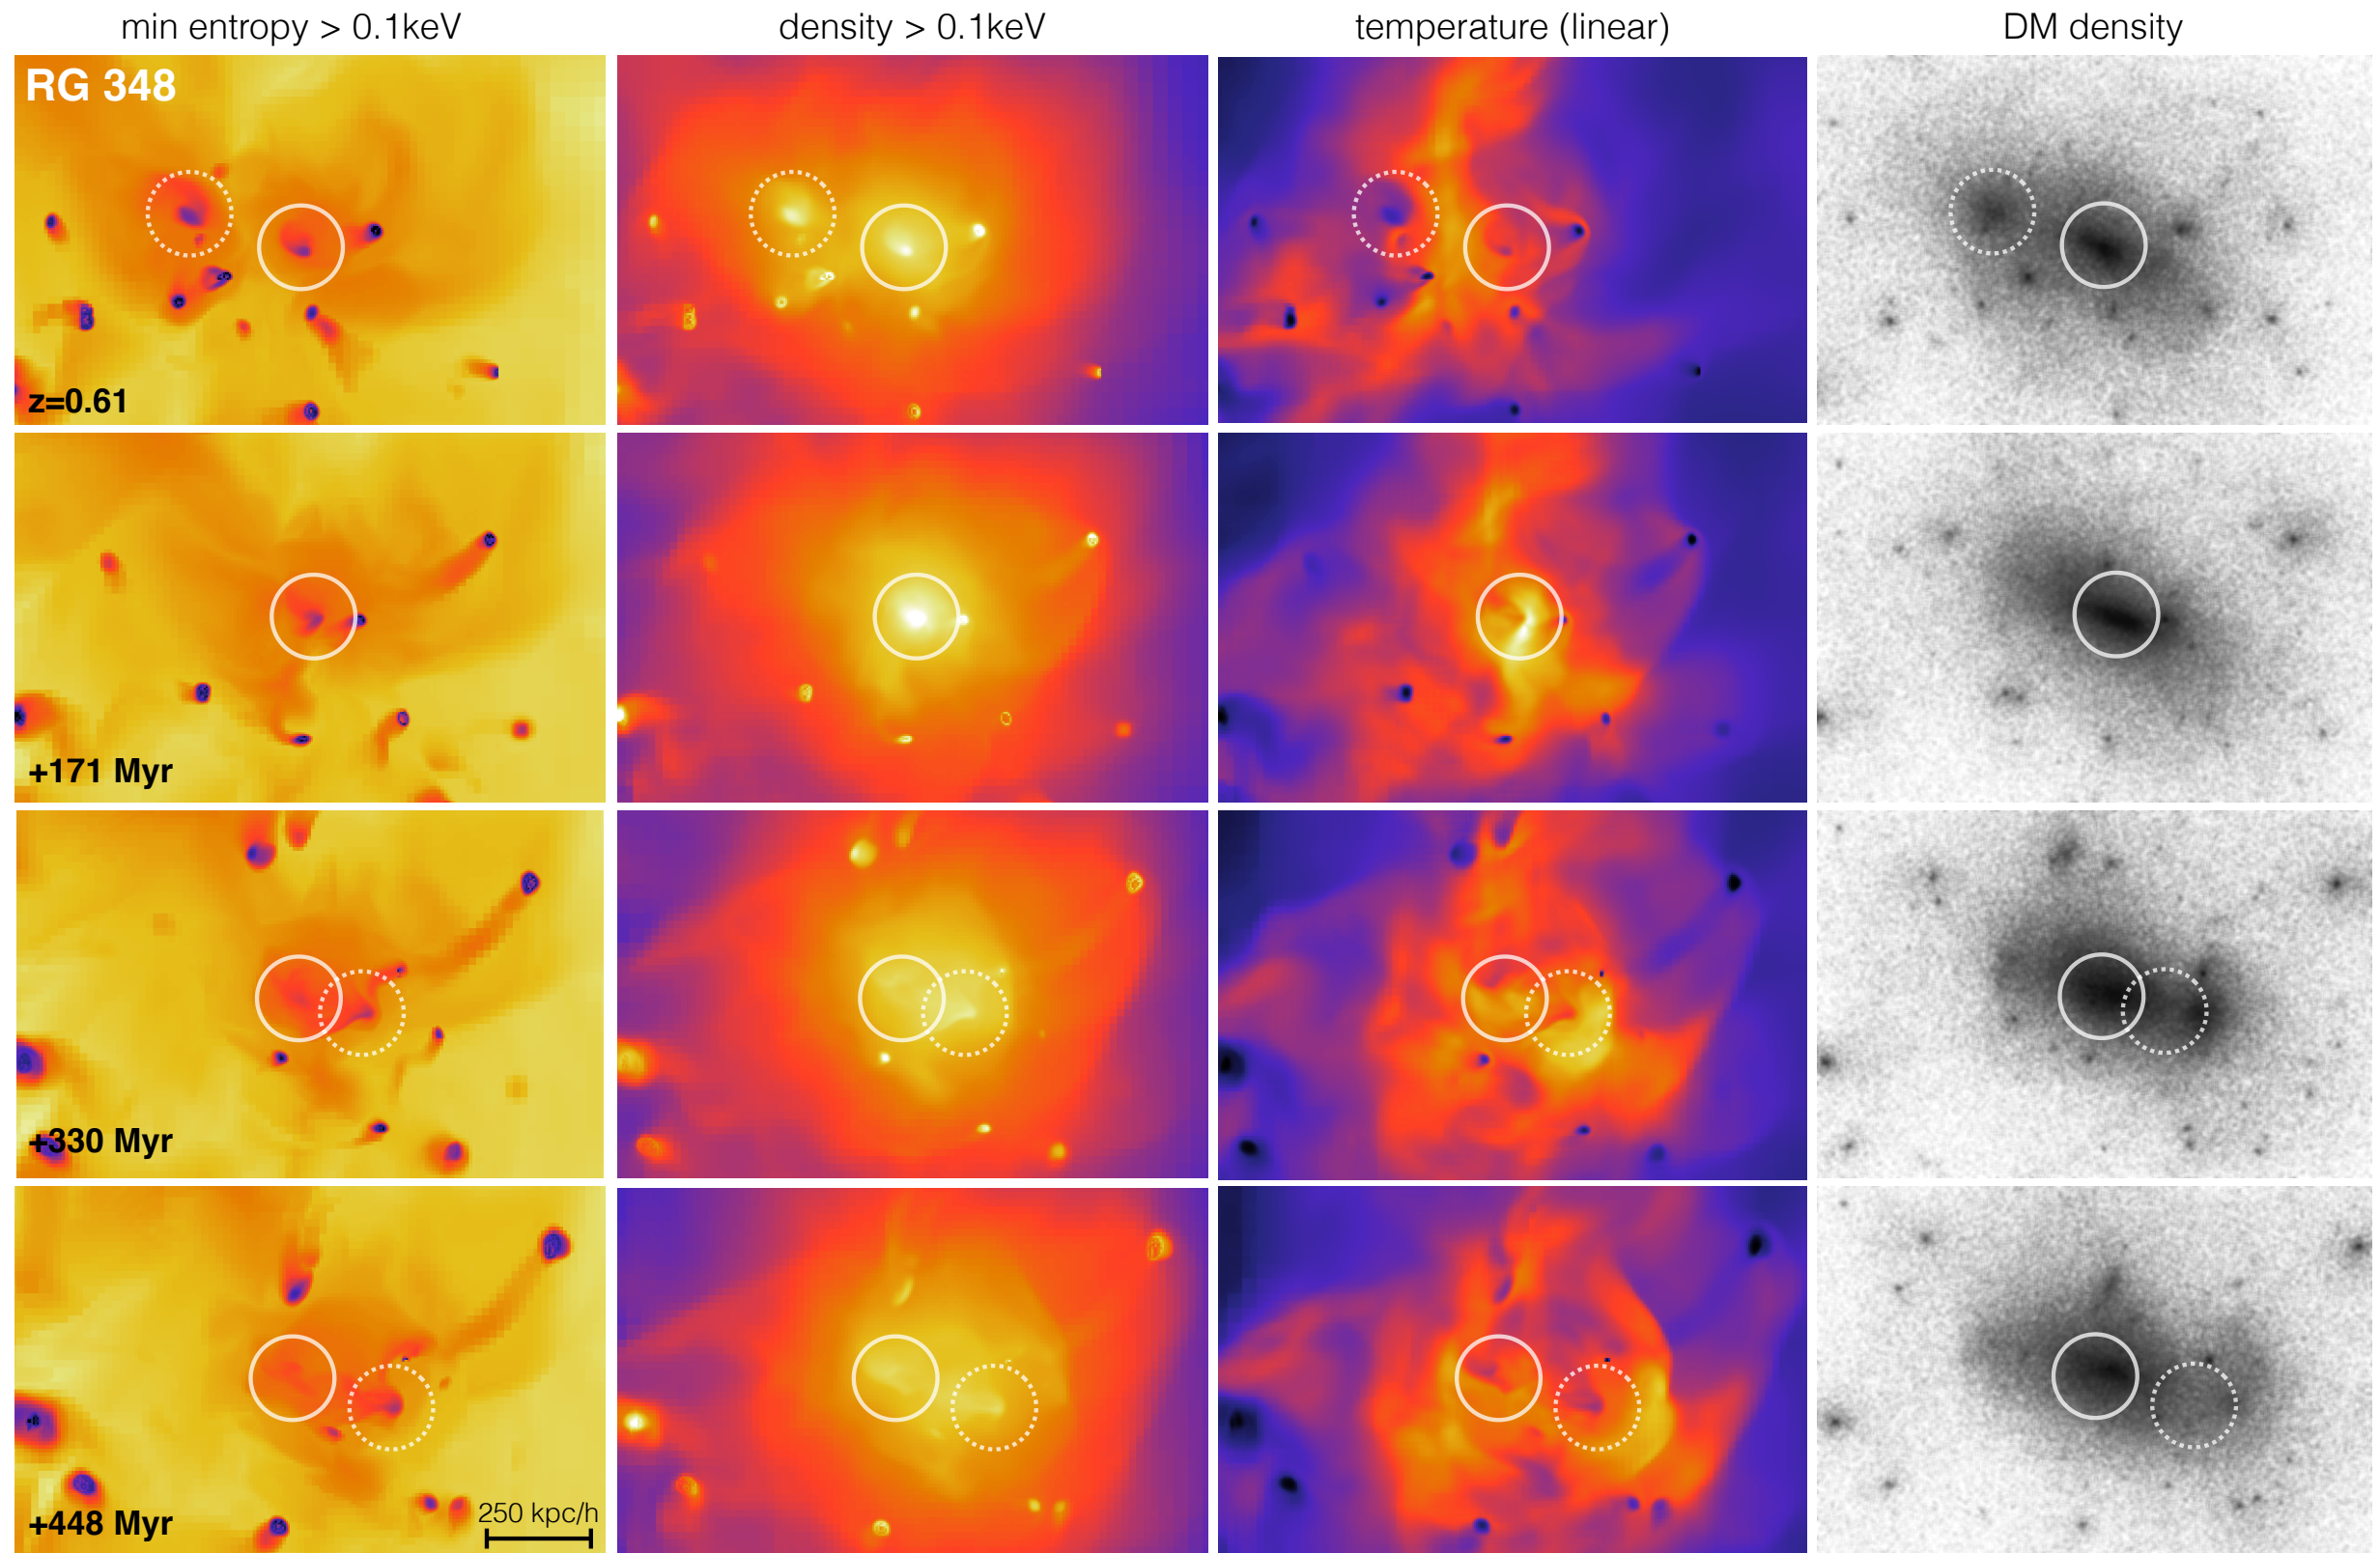 min entropy > 0.1keV
density > 0.1keV
temperature (linear)
DM density
RG 348
z=0.61
+171 Myr
+330 Myr
+448 Myr
250 kpc/h